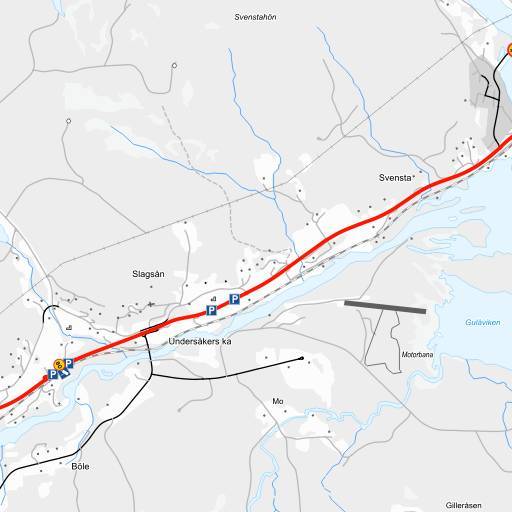 Svenstahön
Svensta
Slagsån
Gulåviken
Undersåkers ka
Motorbana
Mo
Böle
Gilleråsen
P
P
P
P